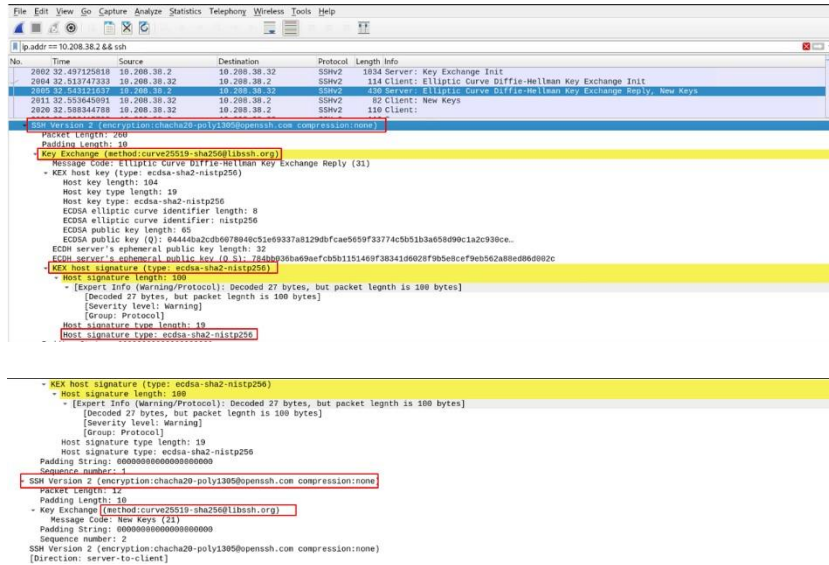 File Edit View Go Capture Analyze Statistics Telephony Wireless Tools Help
ip.addr == 10.208.38.2 && ssh
No. Time Source Destination Protocol Length Info
2002 32.497125818 10.208.38.2 10.208.38.32 SSHv2 1034 Server: Key Exchange Init
2004 32.513747333 10.208.38.32 10.208.38.2 SSHv2 114 Client: Elliptic Curve Diffie-Hellman Key Exchange Init
2005 32.543121637 10.208.38.2 10.208.38.32 SSHv2 430 Server: Elliptic Curve Diffie-Hellman Key Exchange Reply, New Keys
2011 32.553645091 10.208.38.32 10.208.38.2 SSHv2 82 Client: New Keys
2020 32.588344788 10.208.38.32 10.208.38.2 SSHv2 110 Client:
SSH Version 2 (encryption:chacha20-poly1305@openssh.com compression:none)
Packet Length: 260
Padding Length: 10
Key Exchange (method:curve25519-sha256@libssh.org)
Message Code: Elliptic Curve Diffie-Hellman Key Exchange Reply (31)
KEX host key (type: ecdsa-sha2-nistp256)
Host key length: 104
Host key type length: 19
Host key type: ecdsa-sha2-nistp256
ECDSA elliptic curve identifier length: 8
ECDSA elliptic curve identifier: nistp256
ECDSA public key length: 65
ECDSA public key (Q):
ECDH server's ephemeral public key length: 32
ECDH server's ephemeral public key (Q_S):
KEX host signature (type: ecdsa-sha2-nistp256)
Host signature length: 100
[Expert Info (Warning/Protocol): Decoded 27 bytes, but packet legnth is 100 bytes]
[Decoded 27 bytes, but packet legnth is 100 bytes]
[Severity level: Warning]
[Group: Protocol]
Host signature type length: 19
Host signature type: ecdsa-sha2-nistp256
KEX host signature (type: ecdsa-sha2-nistp256)
Host signature length: 100
[Expert Info (Warning/Protocol): Decoded 27 bytes, but packet legnth is 100 bytes]
[Decoded 27 bytes, but packet legnth is 100 bytes]
[Severity level: Warning]
[Group: Protocol]
Host signature type length: 19
Host signature type: ecdsa-sha2-nistp256
Padding String: 00000000000000000000
Sequence number: 1
SSH Version 2 (encryption:chacha20-poly1305@openssh.com compression:none)
Packet Length: 12
Padding Length: 10
Key Exchange (method:curve25519-sha256@libssh.org)
Message Code: New Keys (21)
Padding String: 00000000000000000000
Sequence number: 2
SSH Version 2 (encryption:chacha20-poly1305@openssh.com compression:none)
[Direction: server-to-client]